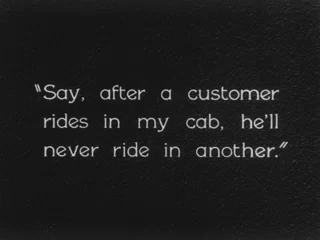 "Say, after a customer
rides in my cab, he'll
never ride in another."